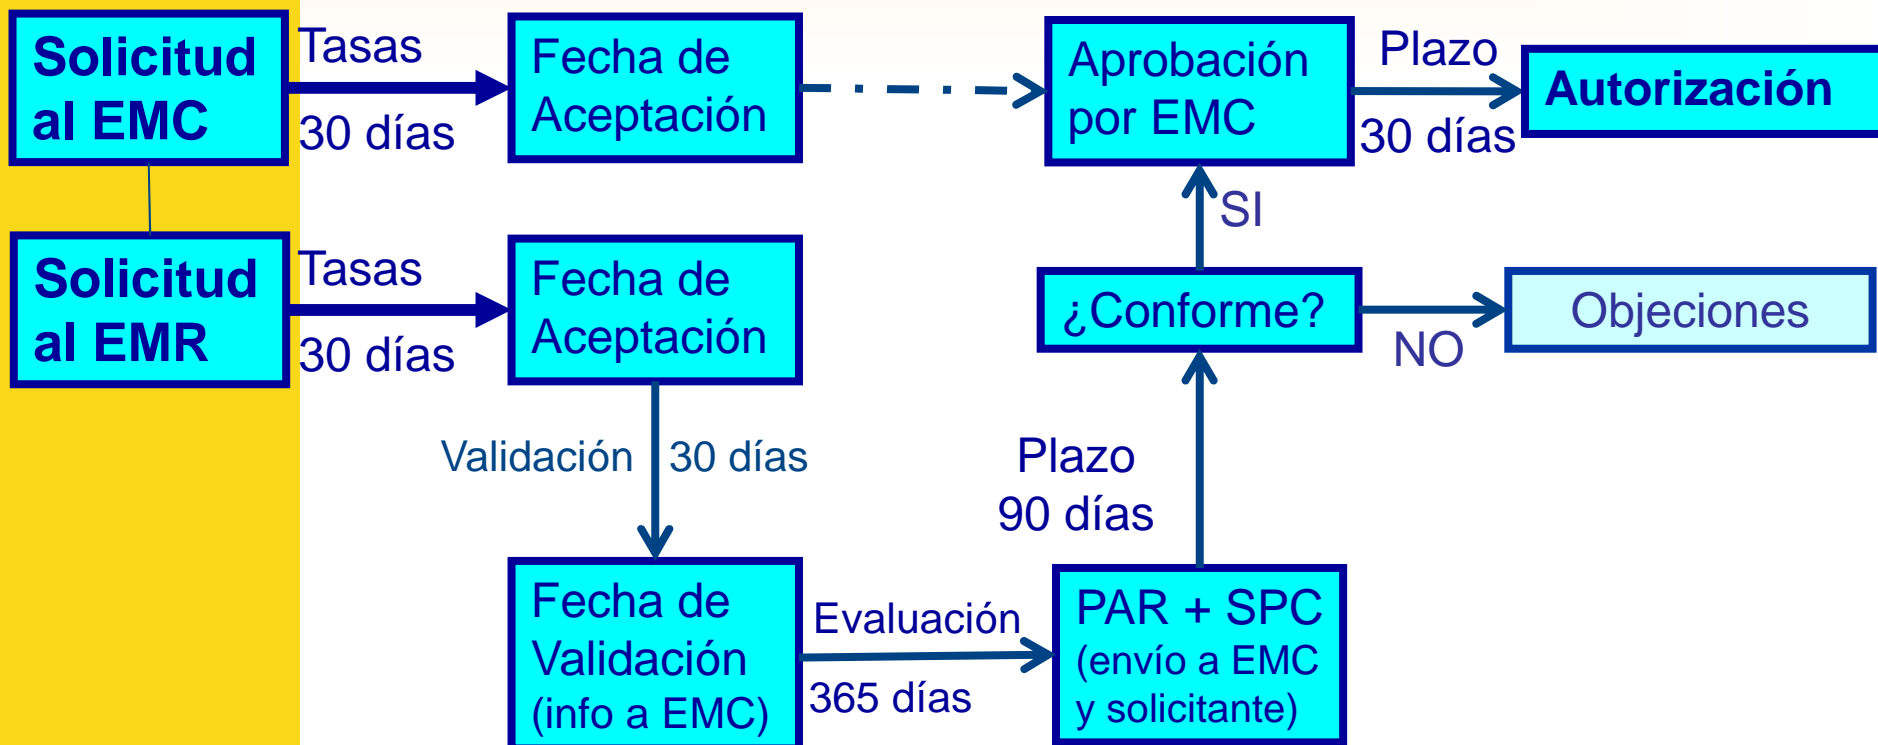 Solicitud
al EMC
Tasas
30 días
Fecha de
Aceptación
Aprobación
por EMC
Plazo
30 días
Autorización
SI
Solicitud
al EMR
Tasas
30 días
Fecha de
Aceptación
¿Conforme?
NO
Objeciones
Validación
30 días
Plazo
90 días
Fecha de
Validación
(info a EMC)
Evaluación
365 días
PAR + SPC
(envío a EMC
y solicitante)